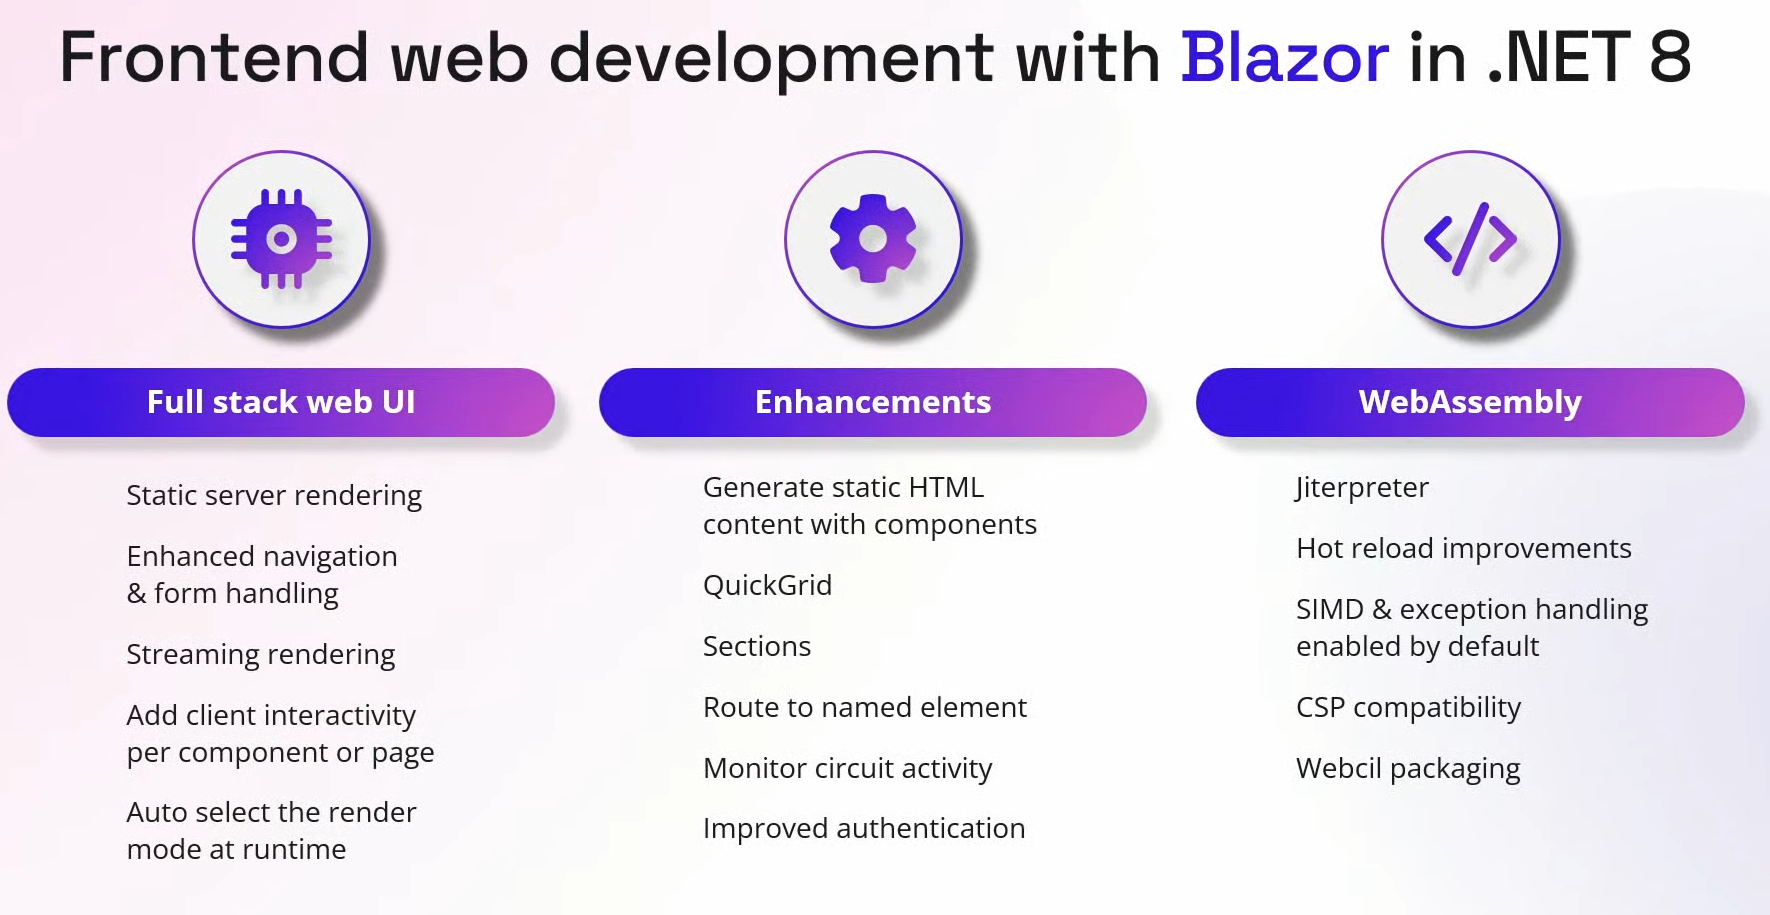 Frontend web development with Blazor in .NET 8
Full stack web UI
Static server rendering
Enhanced navigation
& form handling
Streaming rendering
Add client interactivity
per component or page
Auto select the render
mode at runtime
Enhancements
Generate static HTML
content with components
QuickGrid
Sections
Route to named element
Monitor circuit activity
Improved authentication
WebAssembly
Jiterpreter
Hot reload improvements
SIMD & exception handling
enabled by default
CSP compatibility
Webcil packaging